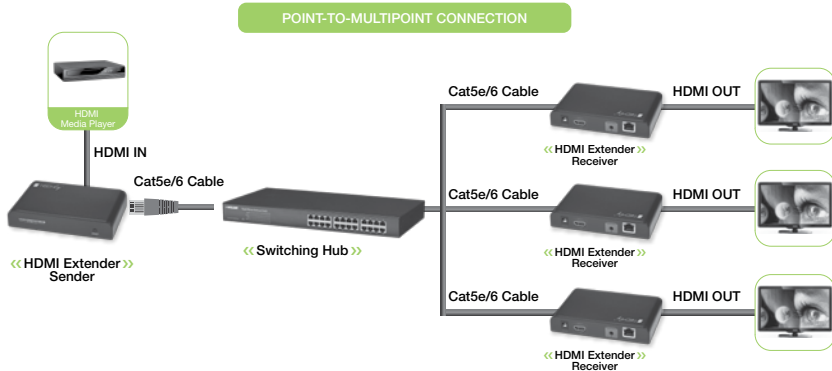 POINT-TO-MULTIPOINT CONNECTION
HDMI
Media Player
HDMI IN
Cat5e/6 Cable
«HDMI Extender»
Sender
«Switching Hub»
Cat5e/6 Cable
HDMI OUT
«HDMI Extender»
Receiver
Cat5e/6 Cable
HDMI OUT
«HDMI Extender»
Receiver
Cat5e/6 Cable
HDMI OUT
«HDMI Extender»
Receiver